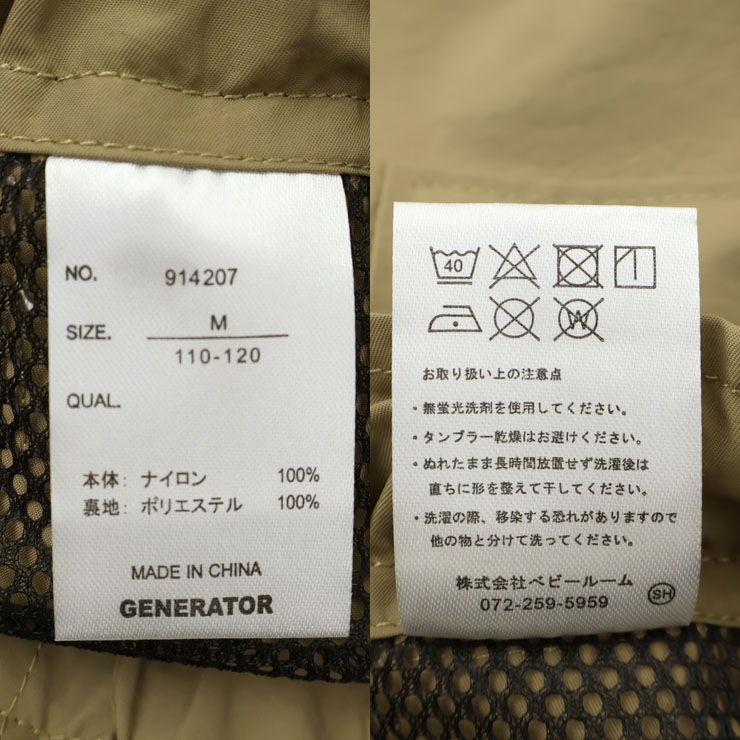 NO. 914207
SIZE. M
110-120
QUAL.
本体: ナイロン 100%
裏地: ポリエステル 100%
MADE IN CHINA
GENERATOR
40
W
お取り扱い上の注意点
・無蛍光洗剤を使用してください。
・タンブラー乾燥はお避けください。
・ぬれたまま長時間放置せず洗濯後は
直ちに形を整えて干してください。
・洗濯の際、移染する恐れがありますので
他の物と分けて洗ってください。
株式会社ベビールーム
072-259-5959
SH